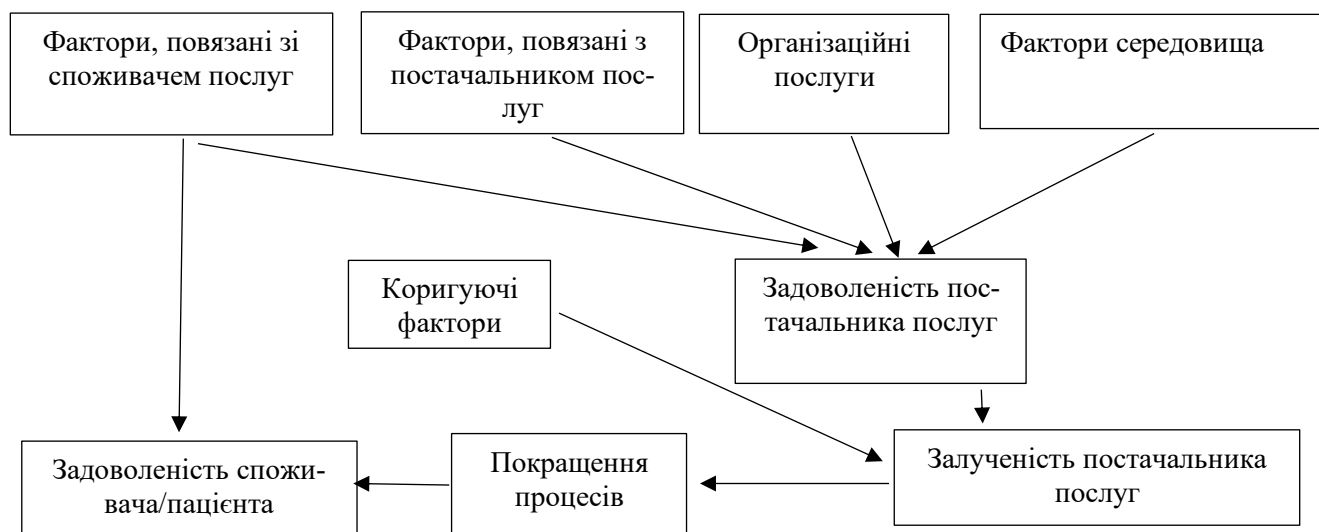 Фактори, повязані зі
споживачем послуг
Фактори, повязані з
постачальником пос-
луг
Організаційні
послуги
Фактори середовища
Коригуючі
фактори
Задоволеність пос-
тачальника послуг
Задоволеність спожи-
вача/пацієнта
Покращення
процесів
Залученість постачальника
послуг